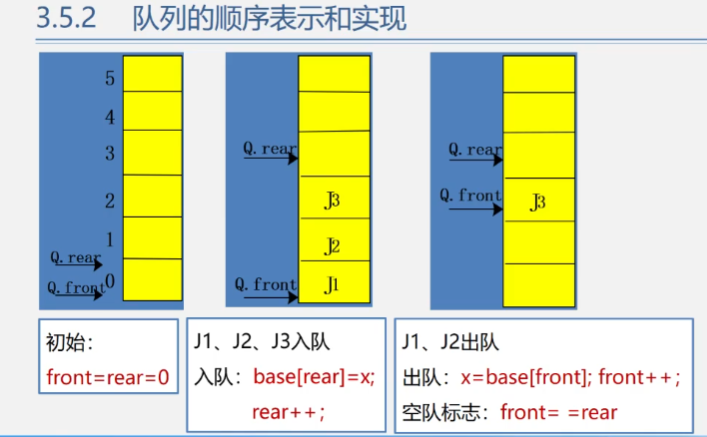 3.5.2 队列的顺序表示和实现
5
4
3
2
1
Q.rear
Q.front
0
Q.rear
J3
J2
Q.front
J1
Q.rear
Q.front
J3
初始：
front=rear=0
J1、J2、J3入队
入队：base[rear]=x;
rear++；
J1、J2出队
出队：x=base[front]; front++；
空队标志：front= =rear